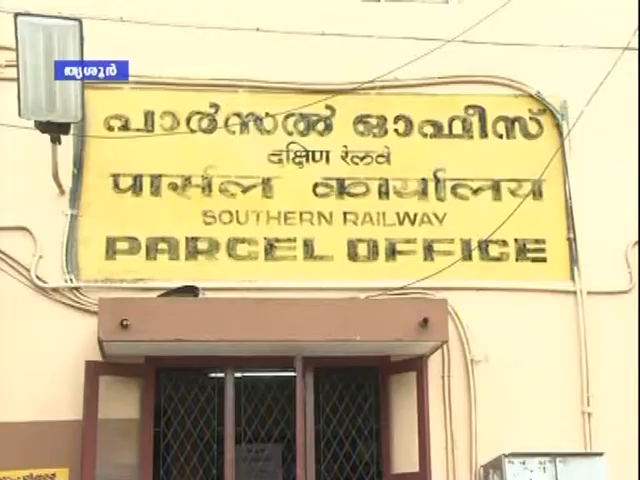 തൃശൂർ
പാർസൽ ഓഫീസ്
दक्षिण रेलवे
पार्सल कार्यालय
SOUTHERN RAILWAY
PARCEL OFFICE